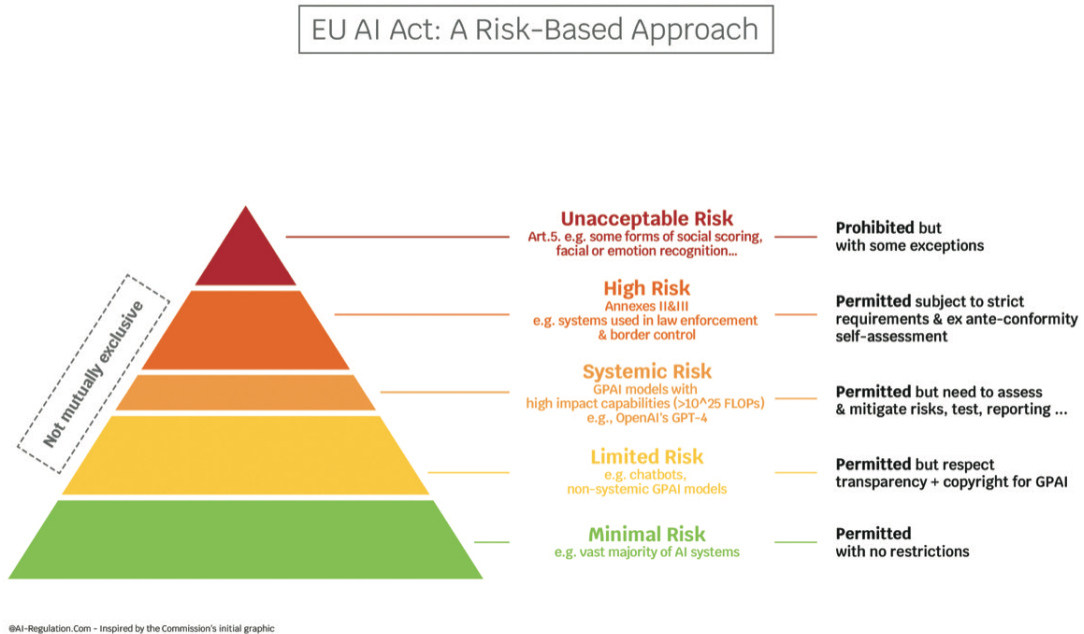 EU AI Act: A Risk-Based Approach
Unacceptable Risk
Art.5. e.g. some forms of social scoring,
facial or emotion recognition...
Prohibited but
with some exceptions
High Risk
Annexes II&III
e.g. systems used in law enforcement
& border control
Permitted subject to strict
requirements & ex ante-conformity
self-assessment
Not mutually exclusive
Systemic Risk
GPAI models with
high impact capabilities (>10^25 FLOPs)
e.g., OpenAI's GPT-4
Permitted but need to assess
& mitigate risks, test, reporting ...
Limited Risk
e.g. chatbots,
non-systemic GPAI models
Permitted but respect
transparency + copyright for GPAI
Minimal Risk
e.g. vast majority of AI systems
Permitted
with no restrictions
@AI-Regulation.Com - Inspired by the Commission's initial graphic